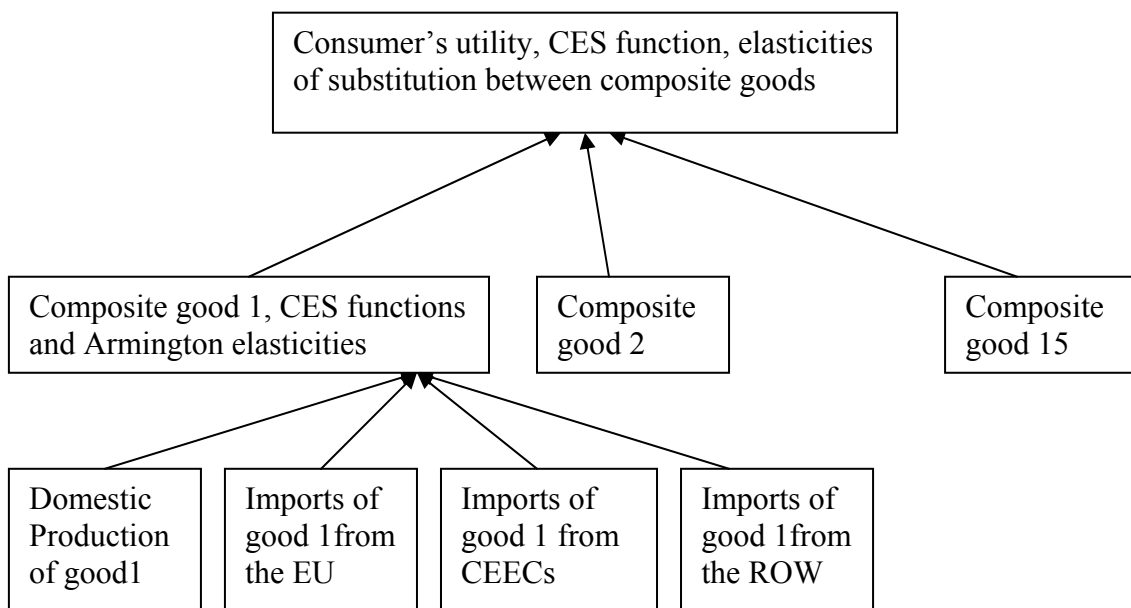 Consumer’s utility, CES function, elasticities
of substitution between composite goods
Composite good 1, CES functions
and Armington elasticities
Composite
good 2
Composite
good 15
Domestic
Production
of good1
Imports of
good 1from
the EU
Imports of
good 1 from
CEECs
Imports of
good 1from
the ROW